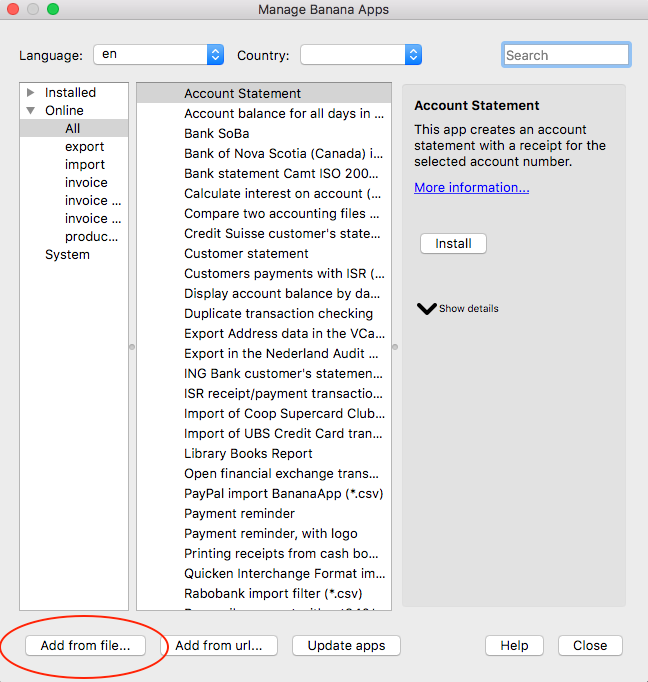 Manage Banana Apps
Language: en Country:
Search
Installed
Online
All
export
import
invoice
invoice ...
invoice ...
produc...
System
Account Statement
Account balance for all days in ...
Bank SoBa
Bank of Nova Scotia (Canada) i...
Bank statement Camt ISO 200...
Calculate interest on account (...
Compare two accounting files ...
Credit Suisse customer's state...
Customer statement
Customers payments with ISR (...
Display account balance by da...
Duplicate transaction checking
Export Address data in the VCa...
Export in the Nederland Audit ...
ING Bank customer's statemen...
ISR receipt/payment transactio...
Import of Coop Supercard Club...
Import of UBS Credit Card tran...
Library Books Report
Open financial exchange trans...
PayPal import BananaApp (*.csv)
Payment reminder
Payment reminder, with logo
Printing receipts from cash bo...
Quicken Interchange Format im...
Rabobank import filter (*.csv)
Account Statement
This app creates an account
statement with a receipt for the
selected account number.
More information...
Install
Show details
Add from file... Add from url... Update apps Help Close